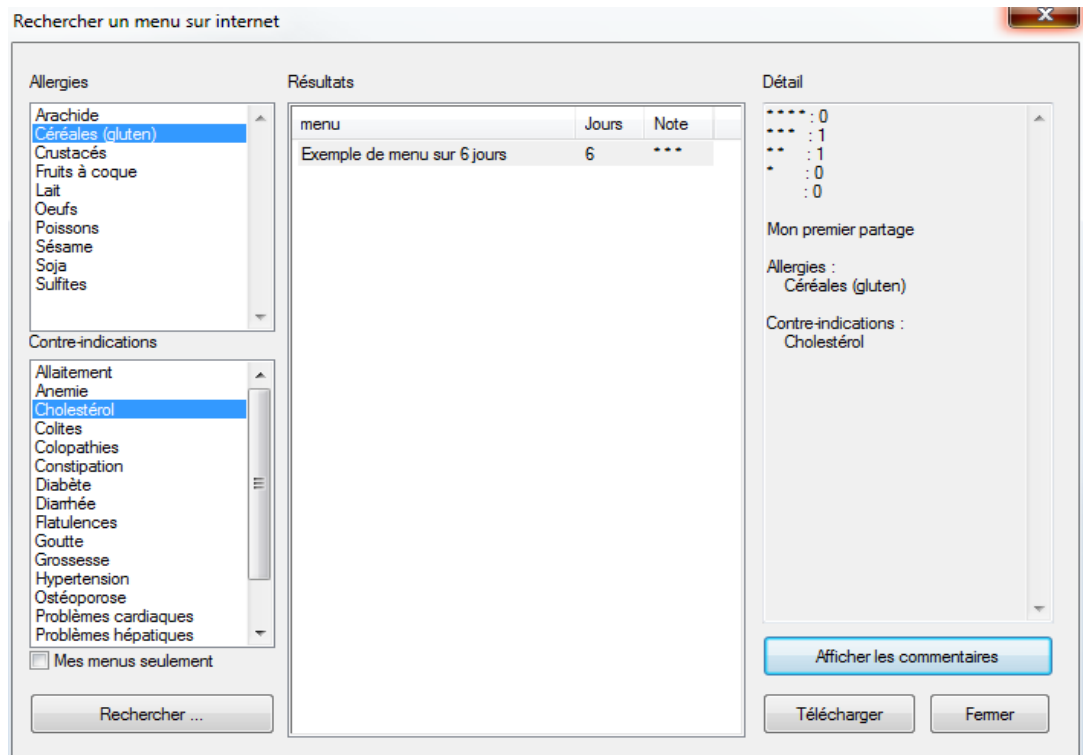 Rechercher un menu sur internet
x
Allergies
Arachide
Céréales (gluten)
Crustacés
Fruits à coque
Lait
Oeufs
Poissons
Sésame
Soja
Sulfites
Contre-indications
Allaitement
Anemie
Cholestérol
Colites
Colopathies
Constipation
Diabète
Diarrhée
Flatulences
Goutte
Grossesse
Hypertension
Ostéoporose
Problèmes cardiaques
Problèmes hépatiques
Mes menus seulement
Rechercher ...
Résultats
menu Jours Note
Exemple de menu sur 6 jours 6 ***
Détail
**** : 0
*** : 1
** : 1
* : 0
: 0
Mon premier partage
Allergies :
Céréales (gluten)
Contre-indications :
Cholestérol
Afficher les commentaires
Télécharger Fermer